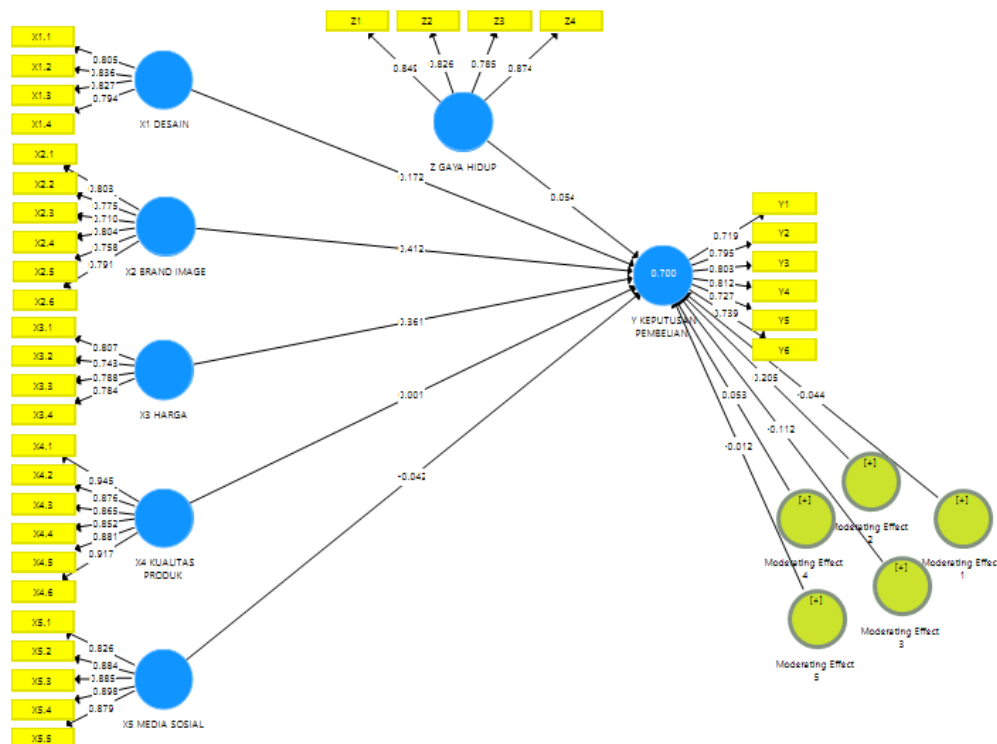 Z1
Z2
Z3
Z4
0.826
0.785
0.874
Z GAYA HIDUP
X1.1
X1.2
X1.3
X1.4
0.805
0.836
0.827
0.794
X1 DESAIN
X2.1
X2.2
X2.3
X2.4
X2.5
X2.6
0.803
0.775
0.710
0.804
0.758
0.791
X2 BRAND IMAGE
X3.1
X3.2
X3.3
X3.4
0.807
0.743
0.788
0.784
X3 HARGA
X4.1
X4.2
X4.3
X4.4
X4.5
X4.6
0.945
0.876
0.865
0.852
0.881
0.917
X4 KUALITAS
PRODUK
X5.1
X5.2
X5.3
X5.4
X5.5
0.826
0.884
0.885
0.898
0.879
X5 MEDIA SOSIAL
0.172
0.054
0.412
0.361
0.001
-0.042
0.700
Y KEPUTUSAN
PEMBELIAN
Y1
Y2
Y3
Y4
Y5
Y6
0.719
0.795
0.803
0.812
0.727
0.739
-0.044
0.205
0.053
-0.112
-0.012
[+]
Moderating Effect
2
[+]
Moderating Effect
4
[+]
Moderating Effec
1
[+]
Moderating Effect
3
[+]
Moderating Effect
5